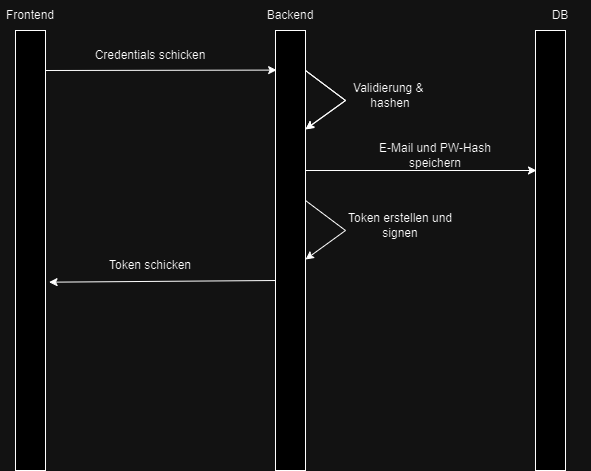 Frontend
Backend
DB
Credentials schicken
Validierung &
hashen
E-Mail und PW-Hash
speichern
Token erstellen und
signen
Token schicken